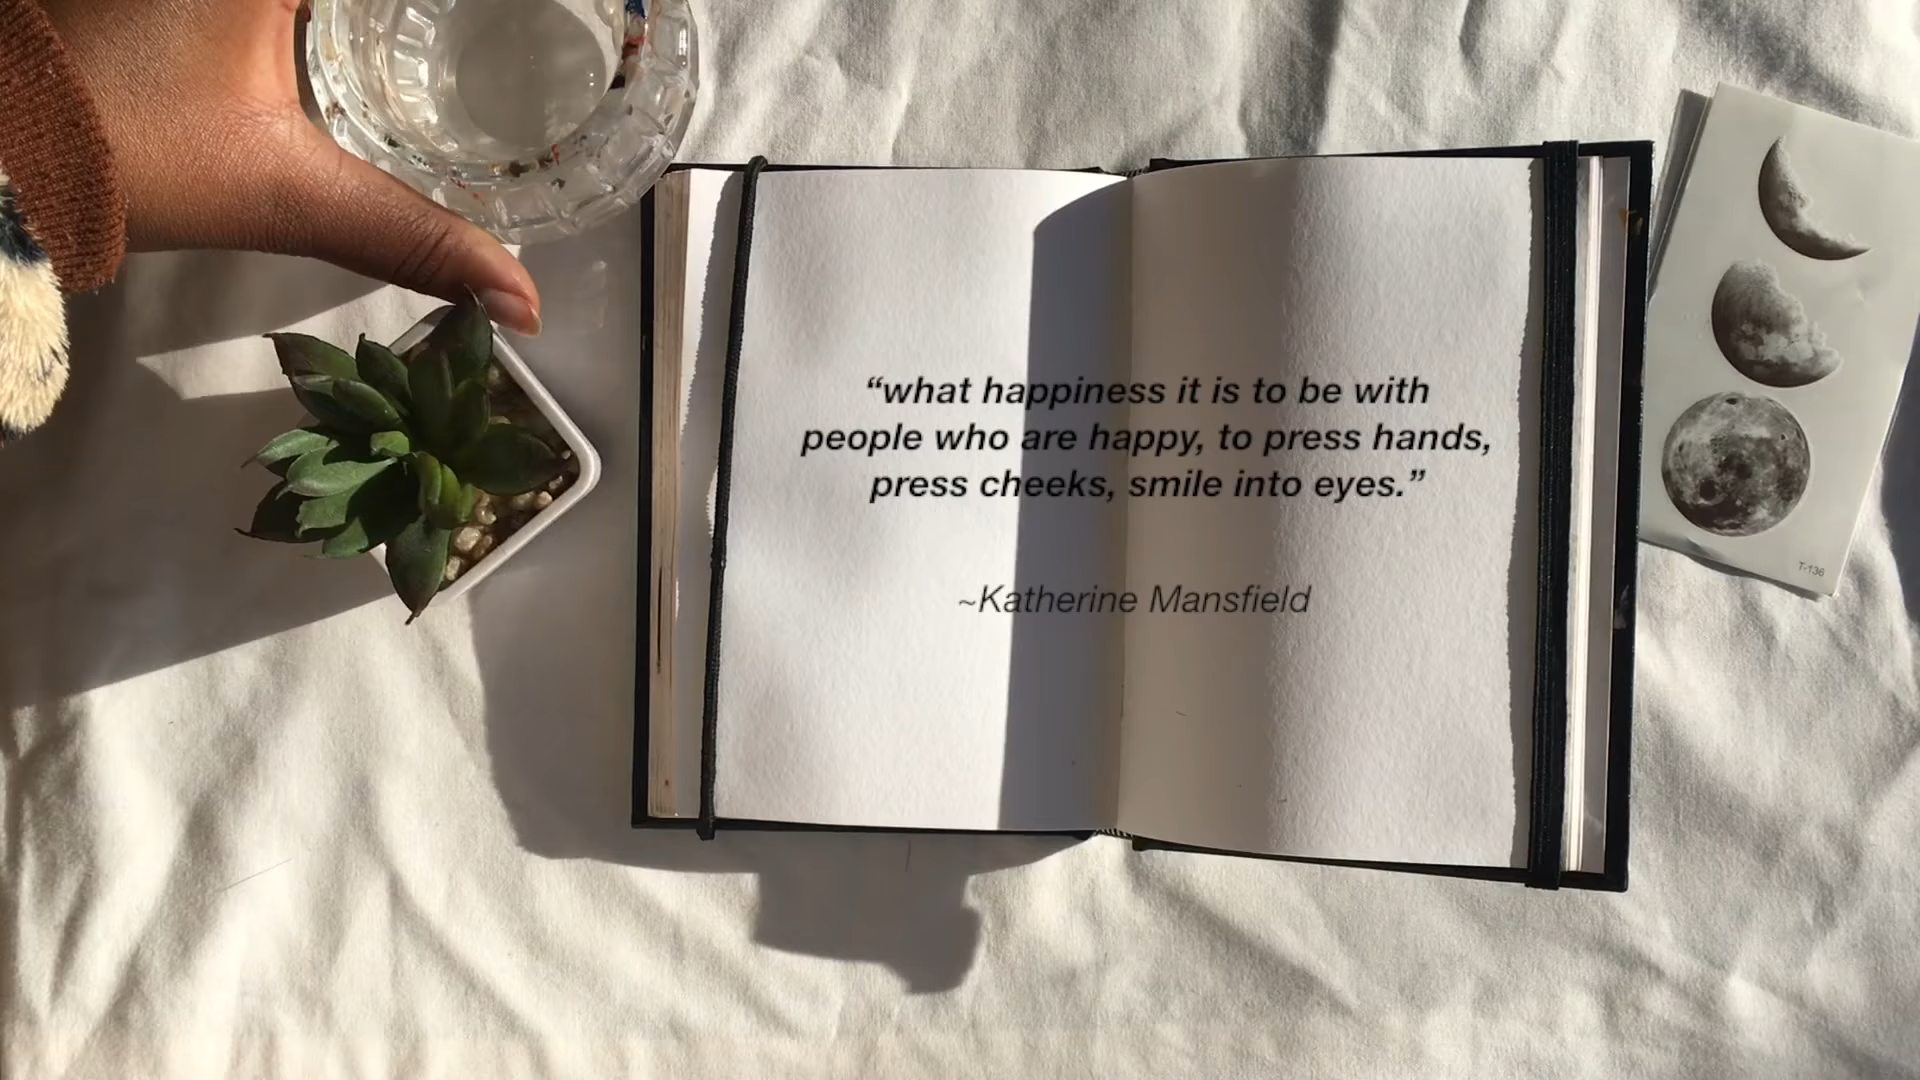 “what happiness it is to be with
people who are happy, to press hands,
press cheeks, smile into eyes.”
~Katherine Mansfield
T-136